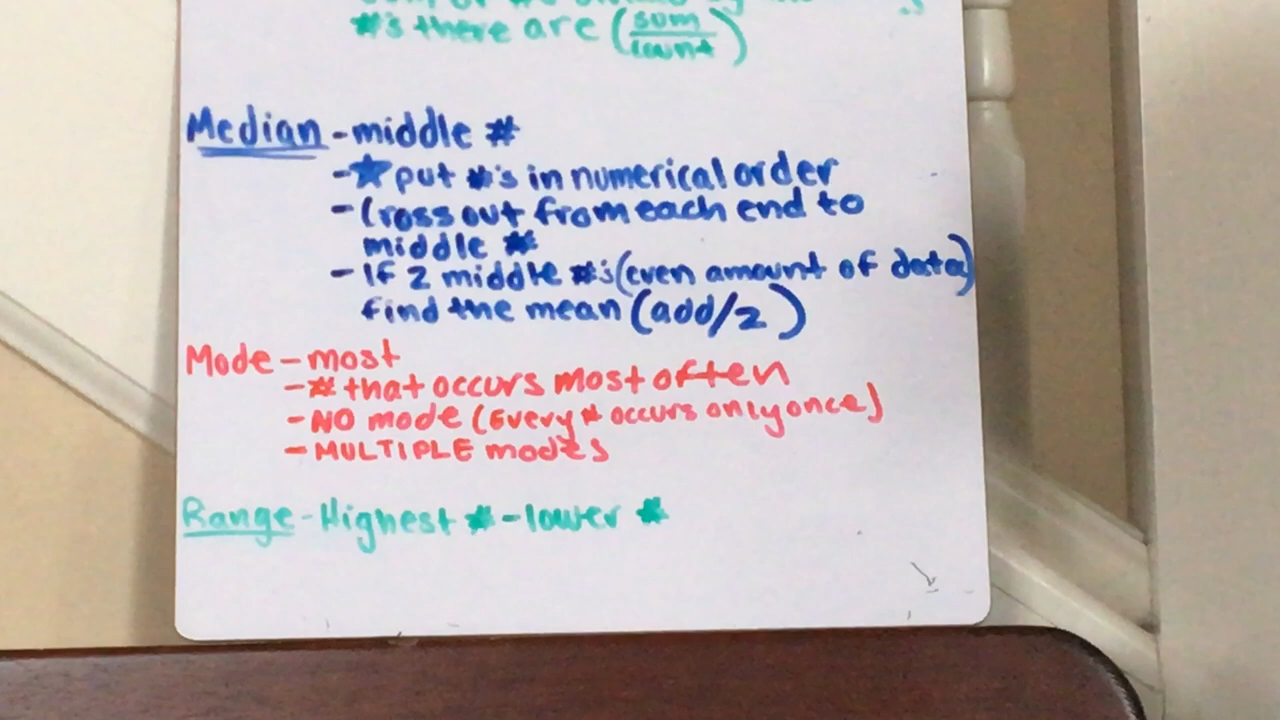 #'s there are (sum/count)
Median - middle #
- ★ put #'s in numerical order
- Cross out from each end to
middle #
- If 2 middle #'s (even amount of data)
find the mean (add/2)
Mode - most
- # that occurs most often
- NO mode (Every # occurs only once)
- MULTIPLE modes
Range - Highest # - lower #